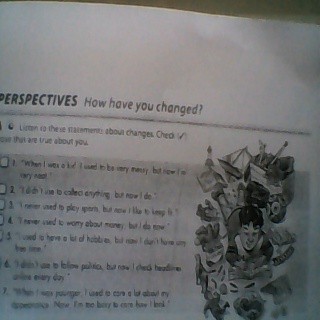 PERSPECTIVES How have you changed?
Listen to these statements about changes. Check (✓)
those that are true about you.
1. "When I was a kid, I used to be very messy, but now I'm
very neat."
2. "I didn't use to collect anything, but now I do."
3. "I never used to play sports, but now I like to keep fit."
4. "I never used to worry about money, but I do now."
5. "I used to have a lot of hobbies, but now I don't have any
free time."
6. "I didn't use to follow politics, but now I check headlines
online every day."
7. "When I was younger, I used to care a lot about my
appearance. Now, I'm too busy to care how I look."